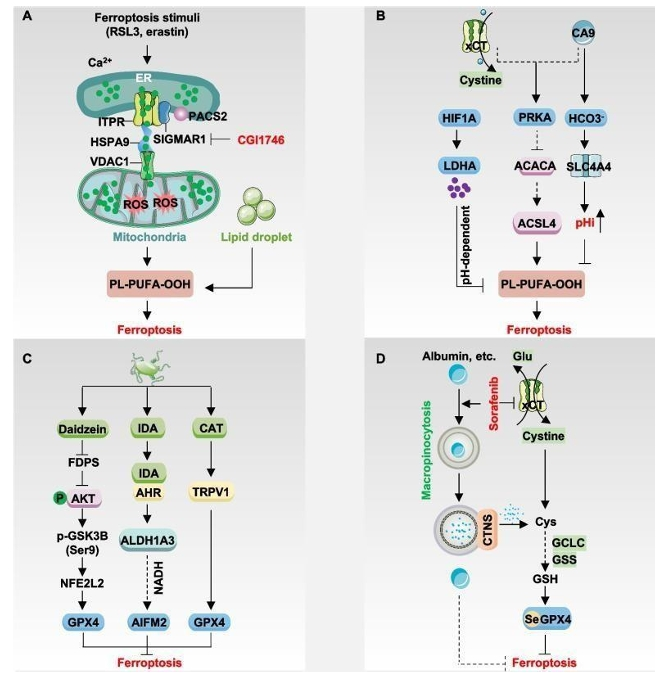 A
Ferroptosis stimuli
(RSL3, erastin)
Ca²⁺
ER
ITPR
PACS2
HSPA9
SIGMAR1
CGI1746
VDAC1
ROS ROS
Mitochondria
Lipid droplet
PL-PUFA-OOH
Ferroptosis
B
xCT
CA9
Cystine
HIF1A
PRKA
HCO3⁻
LDHA
ACACA
SLC4A4
pH-dependent
ACSL4
pHi
PL-PUFA-OOH
Ferroptosis
C
Daidzein
IDA
CAT
FDPS
IDA
AHR
TRPV1
P
AKT
p-GSK3B
(Ser9)
ALDH1A3
NADH
NFE2L2
GPX4
AIFM2
GPX4
Ferroptosis
D
Albumin, etc.
Glu
Sorafenib
xCT
Macropinocytosis
Cystine
CTNS
Cys
GCLC
GSS
GSH
SeGPX4
Ferroptosis